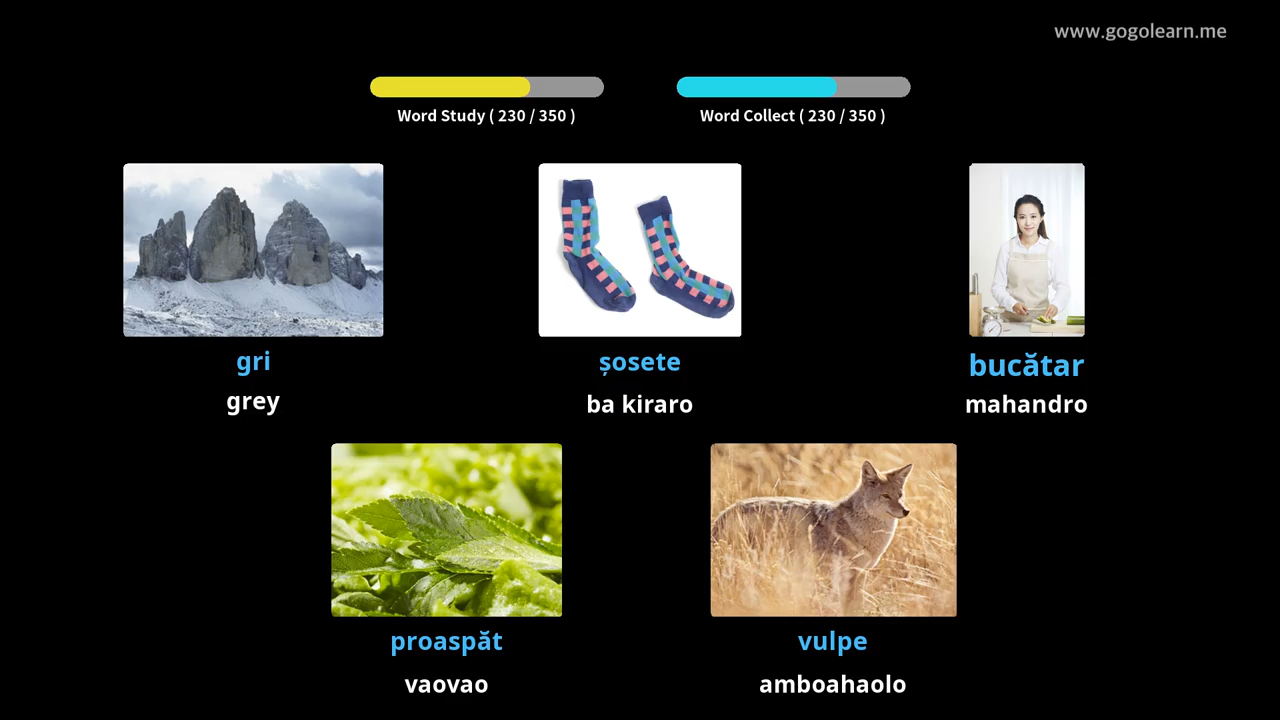 www.gogolearn.me
Word Study ( 230 / 350 )
Word Collect ( 230 / 350 )
gri
grey
șosete
ba kiraro
bucătar
mahandro
proaspăt
vaovao
vulpe
amboahaolo